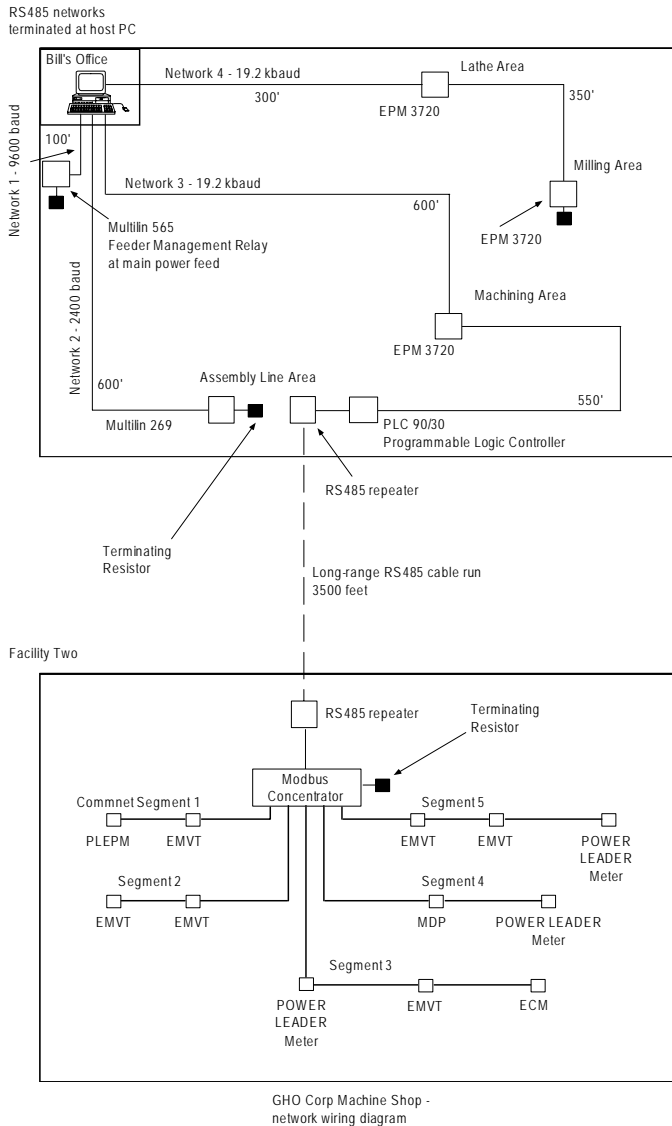 RS485 networks
terminated at host PC
Bill's Office
Network 4 - 19.2 kbaud
300'
Lathe Area
EPM 3720
350'
Milling Area
EPM 3720
Network 1 - 9600 baud
100'
Multilin 565
Feeder Management Relay
at main power feed
Network 3 - 19.2 kbaud
600'
Machining Area
EPM 3720
550'
Network 2 - 2400 baud
600'
Multilin 269
Assembly Line Area
PLC 90/30
Programmable Logic Controller
RS485 repeater
Terminating
Resistor
Long-range RS485 cable run
3500 feet
Facility Two
RS485 repeater
Terminating
Resistor
Modbus
Concentrator
Commnet Segment 1
PLEPM
EMVT
Segment 5
EMVT
EMVT
POWER
LEADER
Meter
Segment 2
EMVT
EMVT
Segment 4
MDP
POWER LEADER
Meter
Segment 3
POWER
LEADER
Meter
EMVT
ECM
GHO Corp Machine Shop -
network wiring diagram